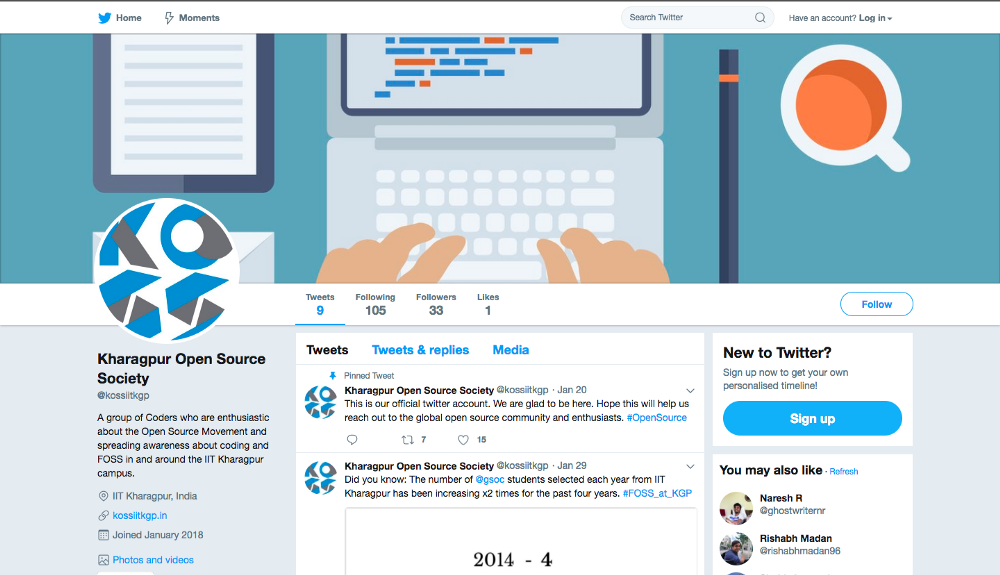 Home Moments Search Twitter Have an account? Log in
Tweets Following Followers Likes
9 105 33 1
Follow
Kharagpur Open Source
Society
@kossiitkgp
A group of Coders who are enthusiastic
about the Open Source Movement and
spreading awareness about coding and
FOSS in and around the IIT Kharagpur
campus.
IIT Kharagpur, India
kossiitkgp.in
Joined January 2018
Photos and videos
Tweets Tweets & replies Media
Pinned Tweet
Kharagpur Open Source Society @kossiitkgp · Jan 20
This is our official twitter account. We are glad to be here. Hope this will help us
reach out to the global open source community and enthusiasts. #OpenSource
7 15
Kharagpur Open Source Society @kossiitkgp · Jan 29
Did you know: The number of @gsoc students selected each year from IIT
Kharagpur has been increasing x2 times for the past four years. #FOSS_at_KGP
2014 - 4
New to Twitter?
Sign up now to get your own
personalised timeline!
Sign up
You may also like · Refresh
Naresh R
@ghostwriternr
Rishabh Madan
@rishabhmadan96